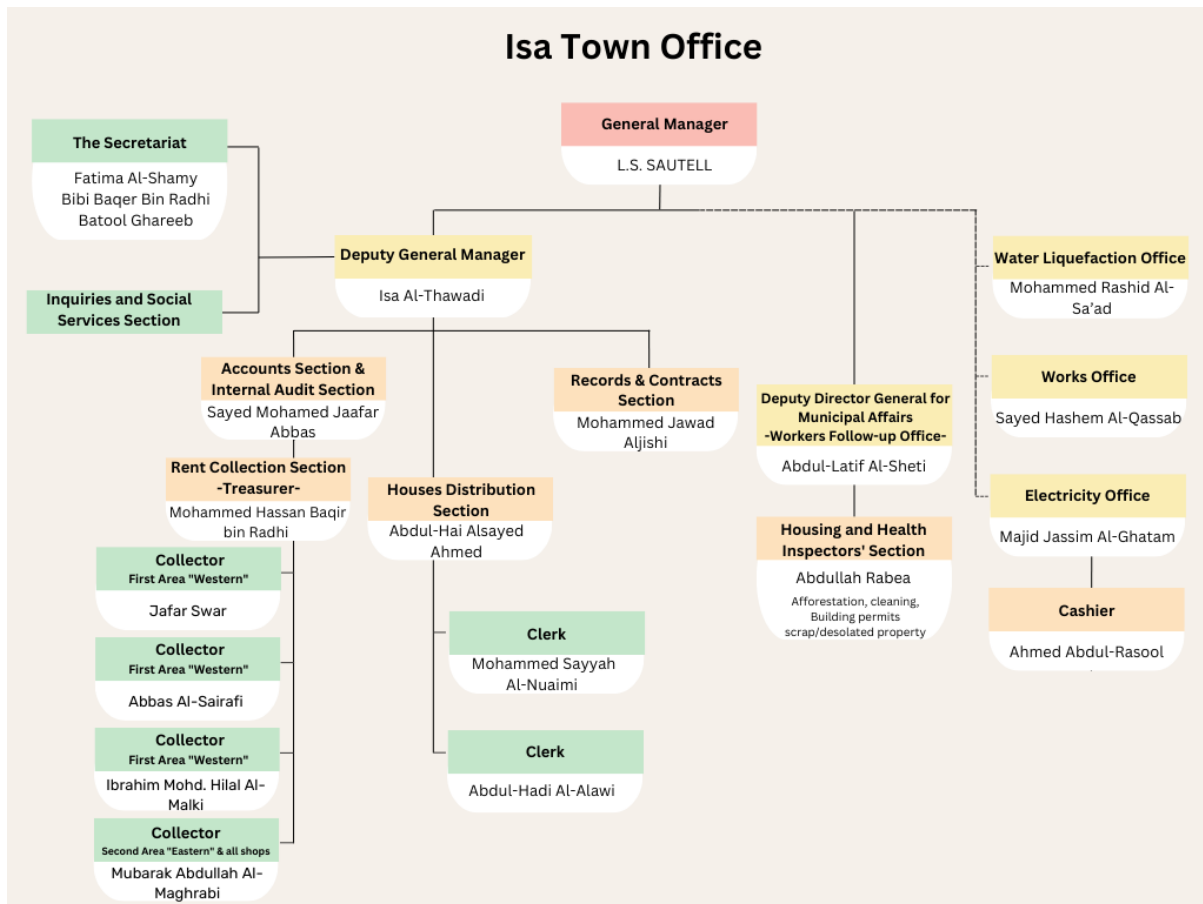 Isa Town Office
General Manager
L.S. SAUTELL
The Secretariat
Fatima Al-Shamy
Bibi Baqer Bin Radhi
Batool Ghareeb
Inquiries and Social
Services Section
Deputy General Manager
Isa Al-Thawadi
Accounts Section &
Internal Audit Section
Sayed Mohamed Jaafar
Abbas
Rent Collection Section
-Treasurer-
Mohammed Hassan Baqir
bin Radhi
Collector
First Area "Western"
Jafar Swar
Collector
First Area "Western"
Abbas Al-Sairafi
Collector
First Area "Western"
Ibrahim Mohd. Hilal Al-
Malki
Collector
Second Area "Eastern" & all shops
Mubarak Abdullah Al-
Maghrabi
Houses Distribution
Section
Abdul-Hai Alsayed
Ahmed
Clerk
Mohammed Sayyah
Al-Nuaimi
Clerk
Abdul-Hadi Al-Alawi
Records & Contracts
Section
Mohammed Jawad
Aljishi
Deputy Director General for
Municipal Affairs
-Workers Follow-up Office-
Abdul-Latif Al-Sheti
Housing and Health
Inspectors' Section
Abdullah Rabea
Afforestation, cleaning,
Building permits
scrap/desolated property
Water Liquefaction Office
Mohammed Rashid Al-
Sa’ad
Works Office
Sayed Hashem Al-Qassab
Electricity Office
Majid Jassim Al-Ghatam
Cashier
Ahmed Abdul-Rasool